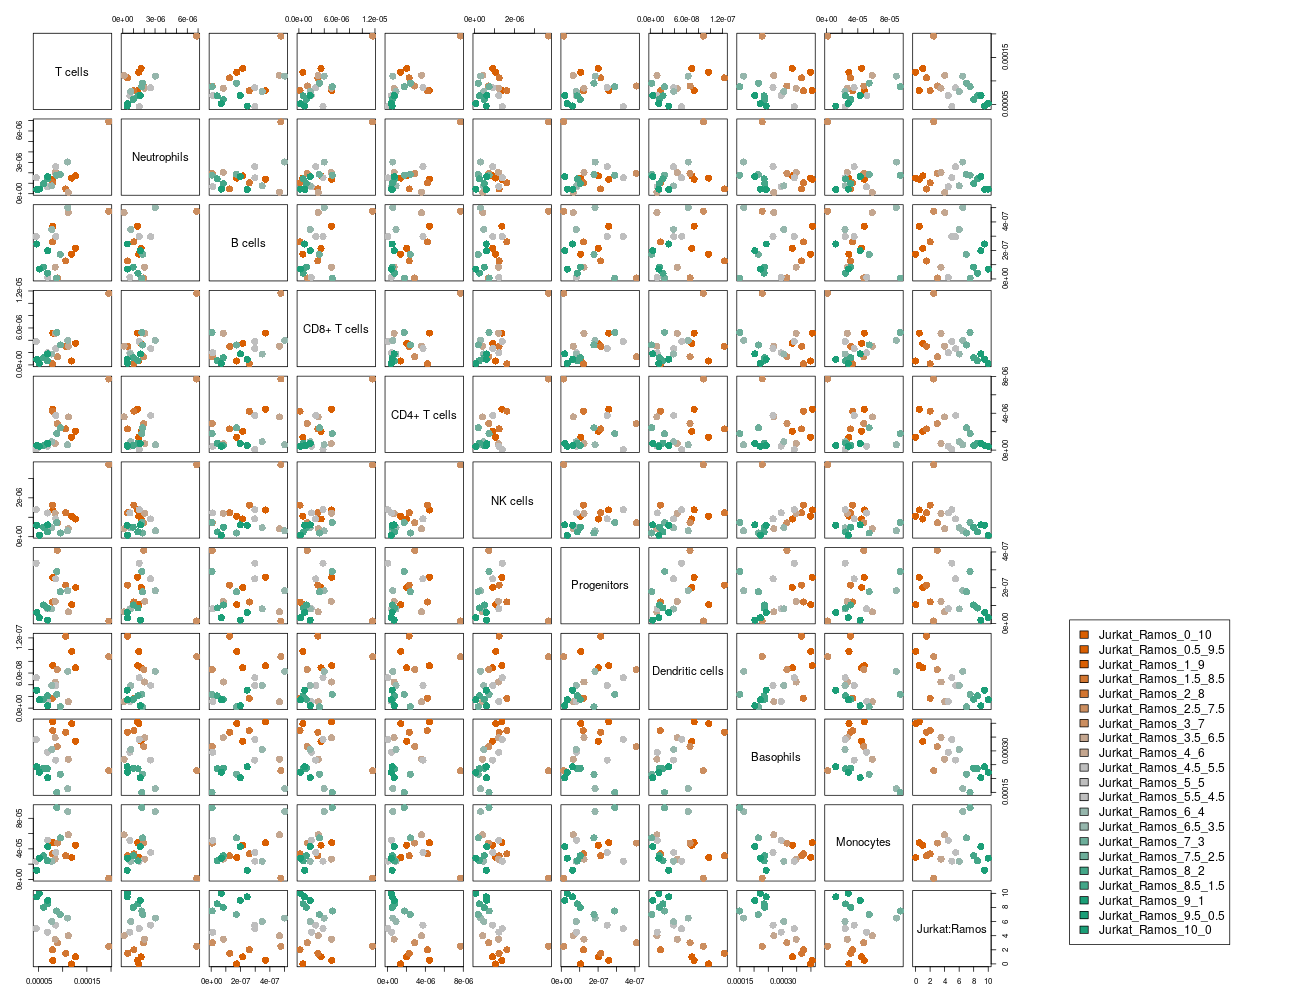 0e+00 3e-06 6e-06 0.0e+00 6.0e-06 1.2e-05 0e+00 2e-06 0.0e+00 6.0e-08 1.2e-07 0e+00 4e-05 8e-05
T cells
0.00005 0.00015
Neutrophils
0e+00 3e-06 6e-06
B cells
0e+00 2e-07 4e-07
CD8+ T cells
0.0e+00 6.0e-06 1.2e-05
CD4+ T cells
0e+00 4e-06 8e-06
NK cells
0e+00 2e-06
Progenitors
0e+00 2e-07 4e-07
Dendritic cells
0.0e+00 6.0e-08 1.2e-07
Basophils
0.00015 0.00030
Monocytes
0e+00 4e-05 8e-05
Jurkat:Ramos
0 2 4 6 8 10
0.00005 0.00015 0e+00 2e-07 4e-07 0e+00 4e-06 8e-06 0e+00 2e-07 4e-07 0.00015 0.00030 0 2 4 6 8 10
Jurkat_Ramos_0_10
Jurkat_Ramos_0.5_9.5
Jurkat_Ramos_1_9
Jurkat_Ramos_1.5_8.5
Jurkat_Ramos_2_8
Jurkat_Ramos_2.5_7.5
Jurkat_Ramos_3_7
Jurkat_Ramos_3.5_6.5
Jurkat_Ramos_4_6
Jurkat_Ramos_4.5_5.5
Jurkat_Ramos_5_5
Jurkat_Ramos_5.5_4.5
Jurkat_Ramos_6_4
Jurkat_Ramos_6.5_3.5
Jurkat_Ramos_7_3
Jurkat_Ramos_7.5_2.5
Jurkat_Ramos_8_2
Jurkat_Ramos_8.5_1.5
Jurkat_Ramos_9_1
Jurkat_Ramos_9.5_0.5
Jurkat_Ramos_10_0